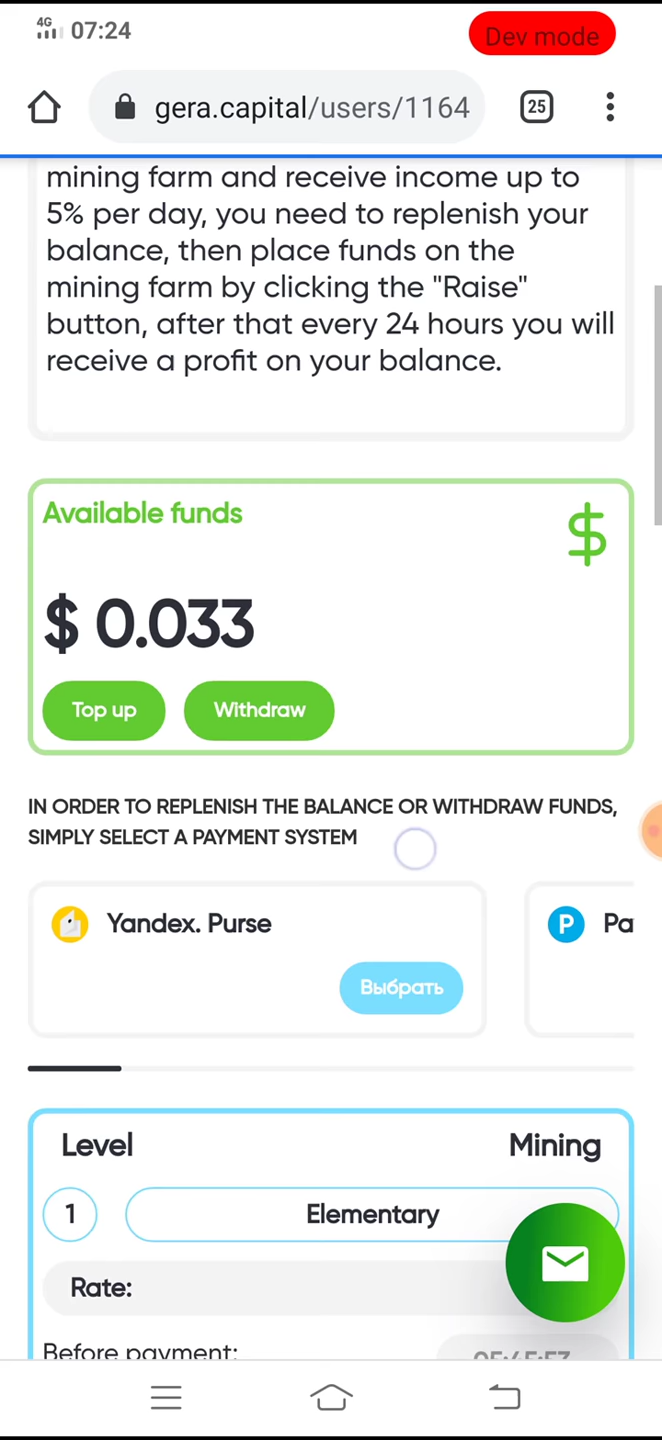 4G 07:24
Dev mode
gera.capital/users/1164
25
mining farm and receive income up to
5% per day, you need to replenish your
balance, then place funds on the
mining farm by clicking the "Raise"
button, after that every 24 hours you will
receive a profit on your balance.
Available funds
$
$ 0.033
Top up Withdraw
IN ORDER TO REPLENISH THE BALANCE OR WITHDRAW FUNDS,
SIMPLY SELECT A PAYMENT SYSTEM
Yandex. Purse
P Pa
Выбрать
Level Mining
1 Elementary
Rate:
Before payment: